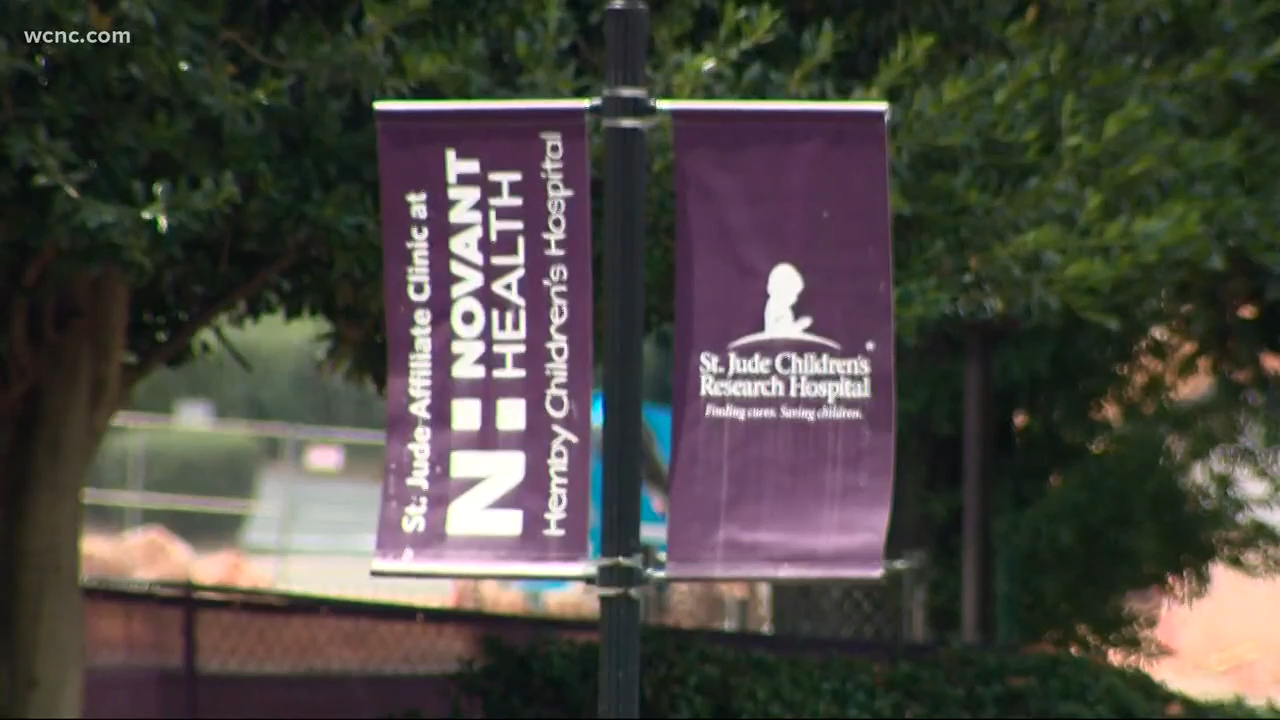 wcnc.com
St. Jude Affiliate Clinic at
NOVANT
HEALTH
Hemby Children's Hospital
St. Jude Children's
Research Hospital
Finding cures. Saving children.